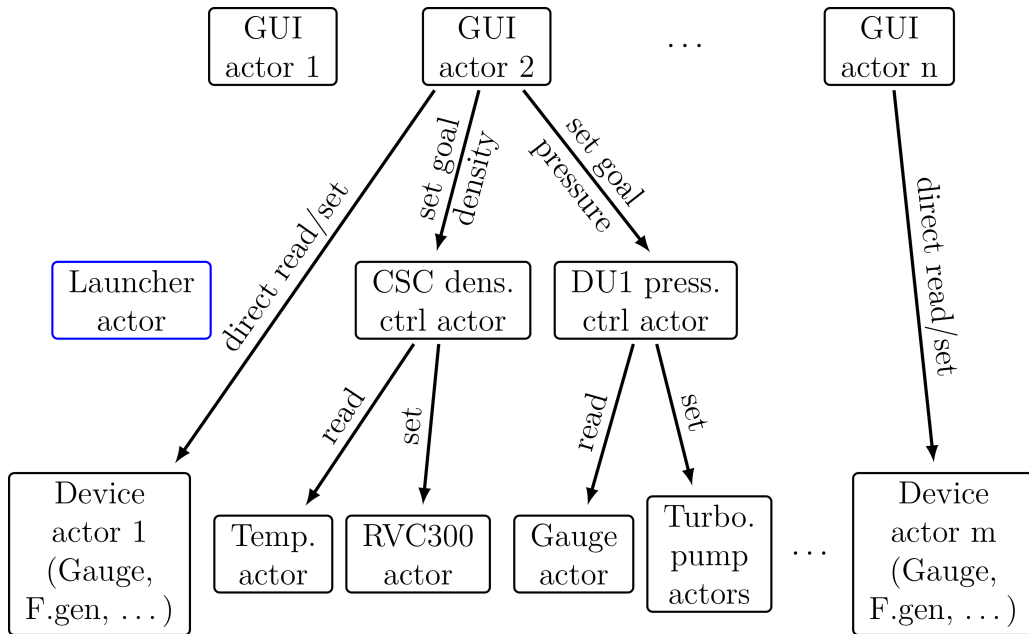 GUI
actor 1
GUI
actor 2
...
GUI
actor n
direct read/set
set goal
density
set goal
pressure
direct read/set
Launcher
actor
CSC dens.
ctrl actor
DU1 press.
ctrl actor
read
set
read
set
Device
actor 1
(Gauge,
F.gen, ...)
Temp.
actor
RVC300
actor
Gauge
actor
Turbo.
pump
actors
...
Device
actor m
(Gauge,
F.gen, ...)